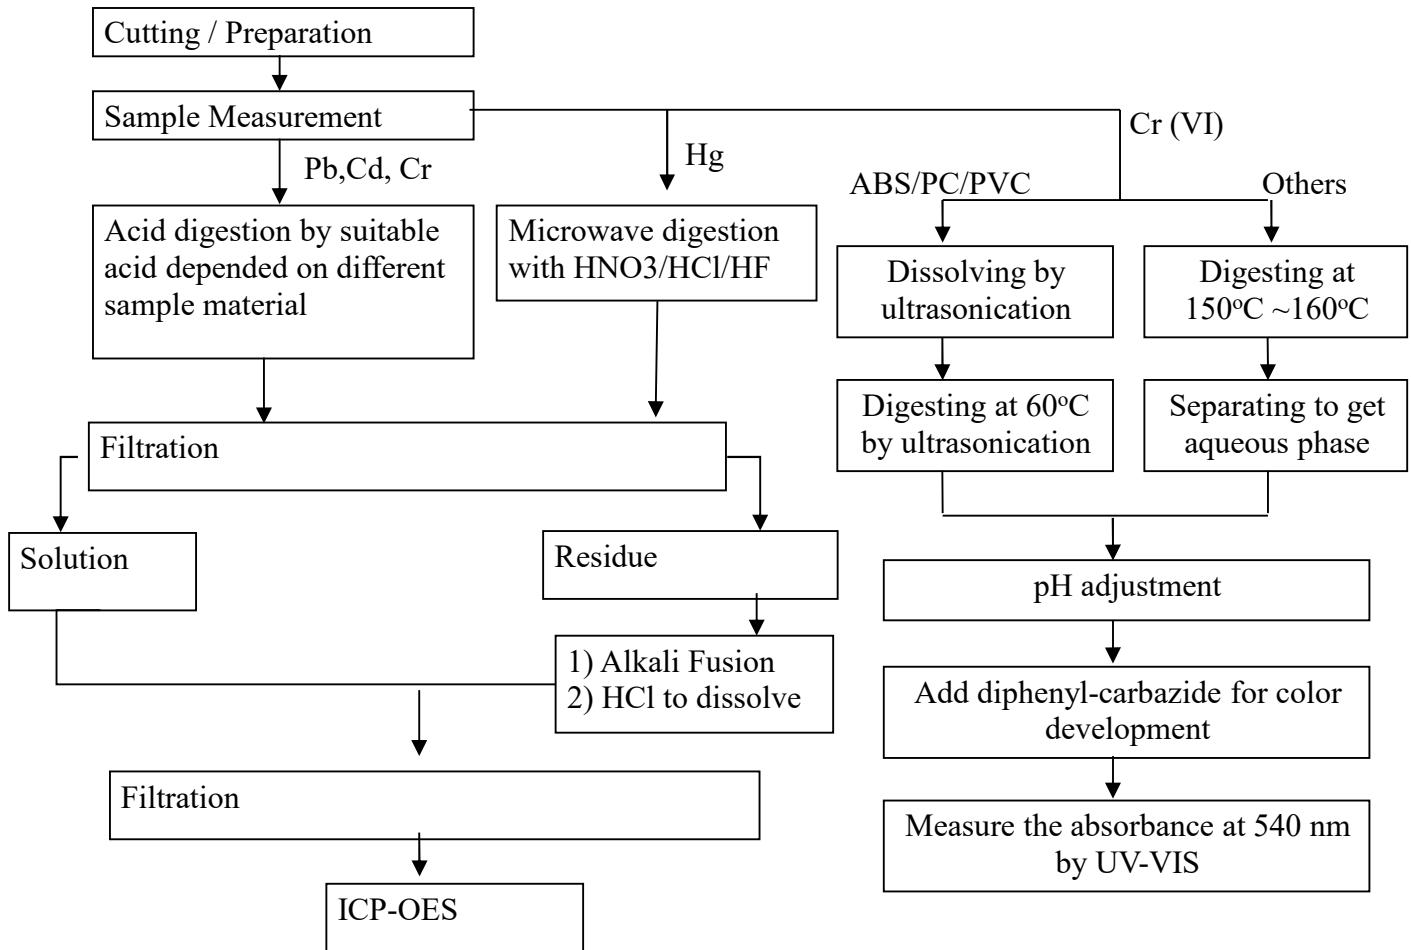 Cutting / Preparation
Sample Measurement
Cr (VI)
Pb,Cd, Cr
Hg
ABS/PC/PVC
Others
Acid digestion by suitable
acid depended on different
sample material
Microwave digestion
with HNO3/HCl/HF
Dissolving by
ultrasonication
Digesting at
150ºC ~160ºC
Digesting at 60ºC
by ultrasonication
Separating to get
aqueous phase
Filtration
Solution
Residue
pH adjustment
1) Alkali Fusion
2) HCl to dissolve
Add diphenyl-carbazide for color
development
Filtration
Measure the absorbance at 540 nm
by UV-VIS
ICP-OES